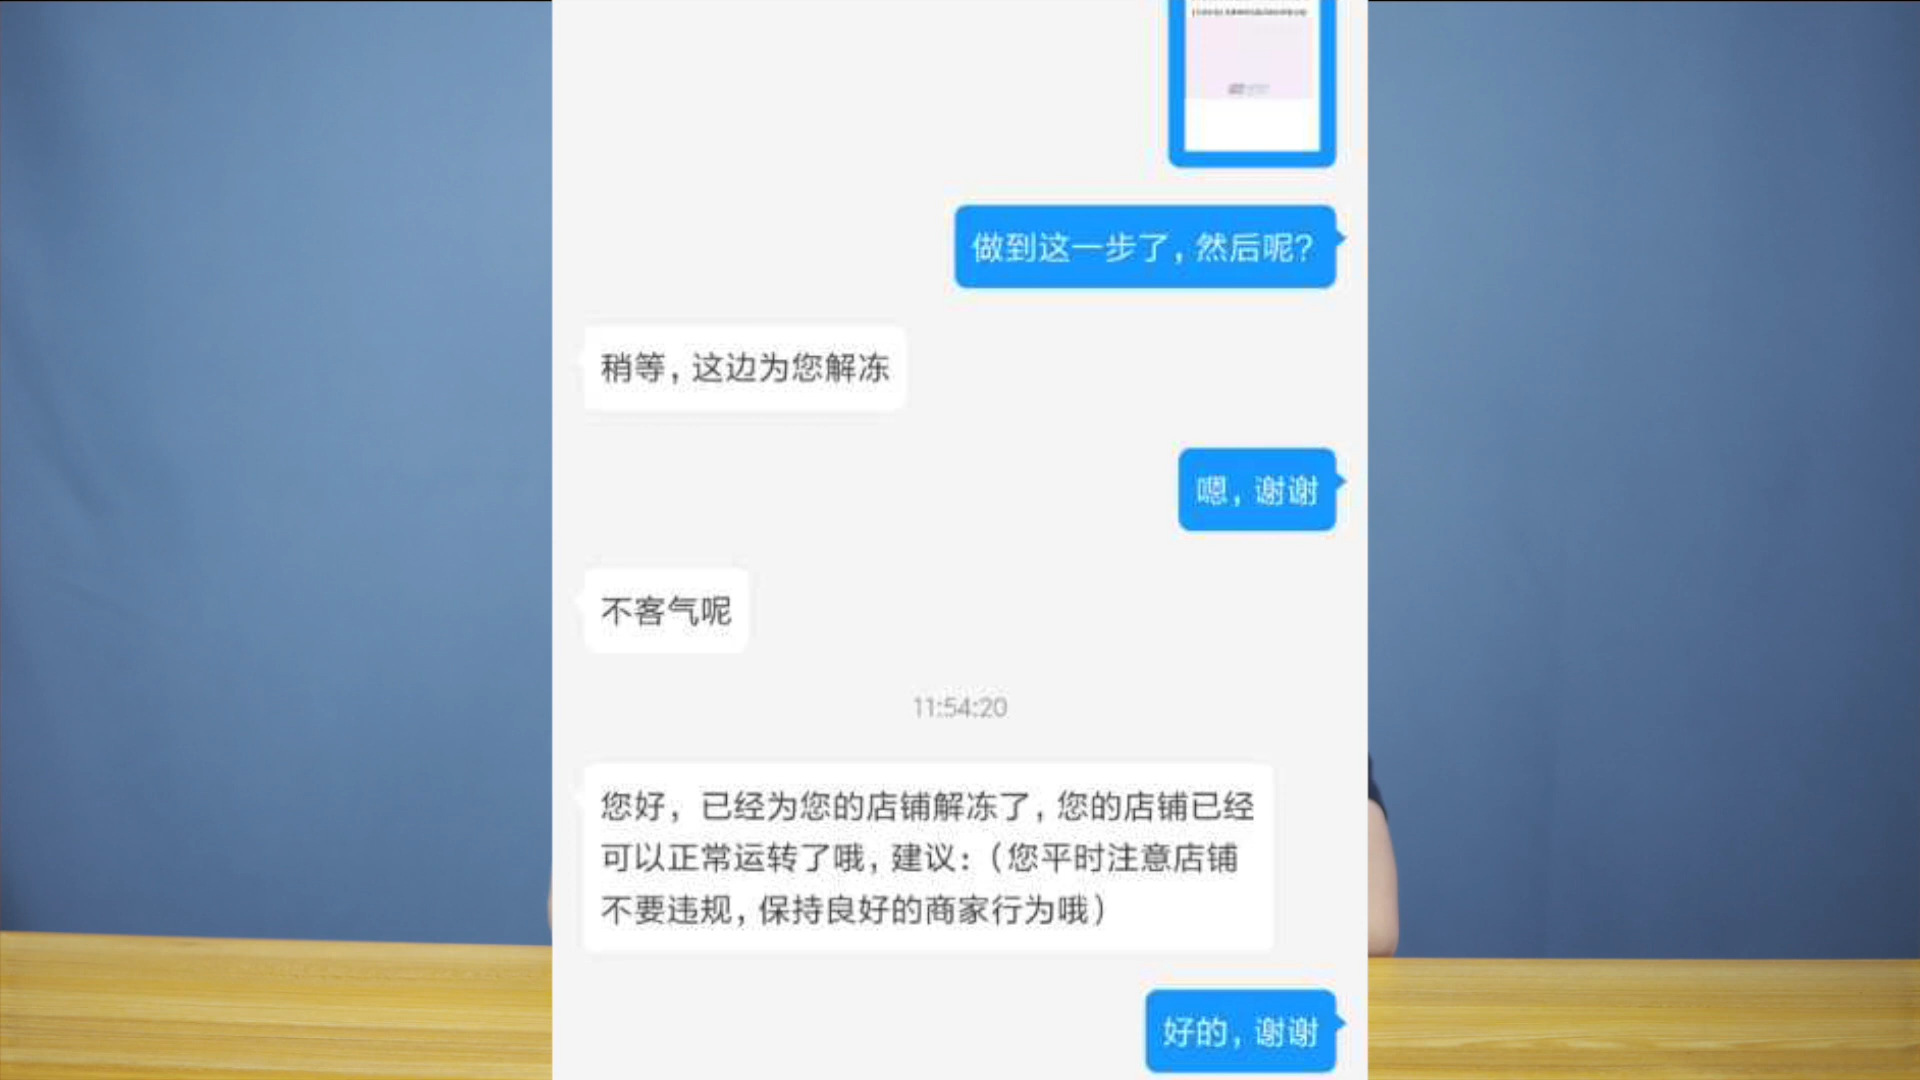 做到这一步了，然后呢?
稍等，这边为您解冻
嗯，谢谢
不客气呢
11:54:20
您好，已经为您的店铺解冻了，您的店铺已经
可以正常运转了哦，建议：（您平时注意店铺
不要违规，保持良好的商家行为哦）
好的，谢谢